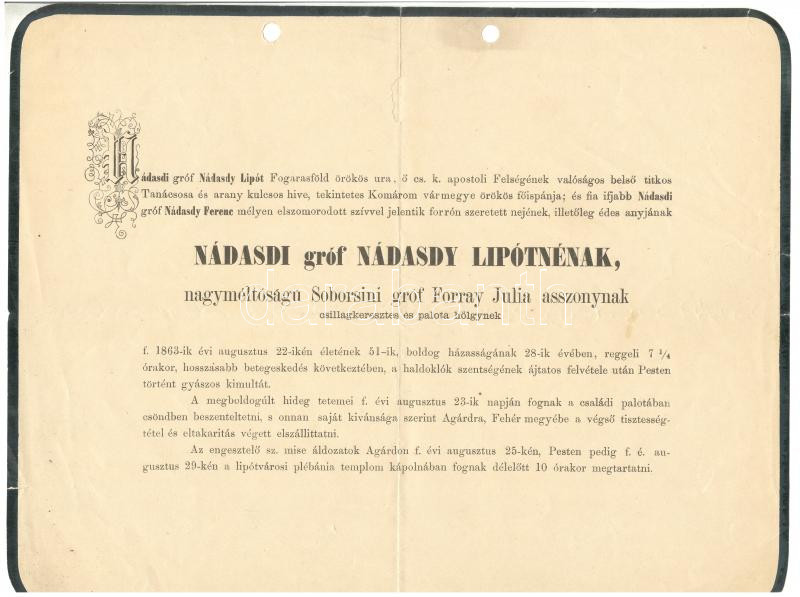 Nádasdi gróf Nádasdy Lipót Fogarasföld örökös ura, ő cs. k. apostoli Felségének valóságos belső titkos
Tanácsosa és arany kulcsos hive, tekintetes Komárom vármegye örökös főispánja; és fia ifjabb Nádasdi
gróf Nádasdy Ferenc mélyen elszomorodott szívvel jelentik forrón szeretett nejének, illetőleg édes anyjának
NÁDASDI gróf NÁDASDY LIPÓTNÉNAK,
nagyméltóságu Soborsini gróf Forray Julia asszonynak
darabanth
csillagkeresztes és palota hölgynek
f. 1863-ik évi augusztus 22-ikén életének 51-ik, boldog házasságának 28-ik évében, reggeli 7 1/4
órakor, hosszasabb betegeskedés következtében, a haldoklók szentségének ájtatos felvétele után Pesten
történt gyászos kimultát.
A megboldogúlt hideg tetemei f. évi augusztus 23-ik napján fognak a családi palotában
csöndben beszenteltetni, s onnan saját kivánsága szerint Agárdra, Fehér megyébe a végső tisztesség-
tétel és eltakaritás végett elszállittatni.
Az engesztelő sz. mise áldozatok Agárdon f. évi augusztus 25-kén, Pesten pedig f. é. au-
gusztus 29-kén a lipótvárosi plébánia templom kápolnában fognak délelőtt 10 órakor megtartatni.